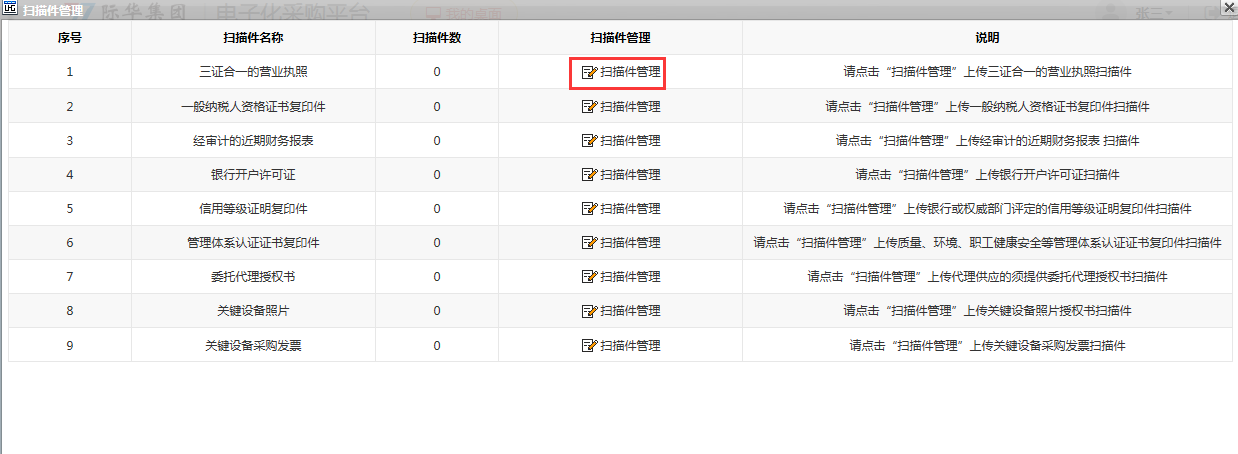 扫描件管理 际华集团 电子化采购平台 我的桌面 张三
序号 扫描件名称 扫描件数 扫描件管理 说明
1 三证合一的营业执照 0 扫描件管理 请点击“扫描件管理”上传三证合一的营业执照扫描件
2 一般纳税人资格证书复印件 0 扫描件管理 请点击“扫描件管理”上传一般纳税人资格证书复印件扫描件
3 经审计的近期财务报表 0 扫描件管理 请点击“扫描件管理”上传经审计的近期财务报表 扫描件
4 银行开户许可证 0 扫描件管理 请点击“扫描件管理”上传银行开户许可证扫描件
5 信用等级证明复印件 0 扫描件管理 请点击“扫描件管理”上传银行或权威部门评定的信用等级证明复印件扫描件
6 管理体系认证证书复印件 0 扫描件管理 请点击“扫描件管理”上传质量、环境、职工健康安全等管理体系认证证书复印件扫描件
7 委托代理授权书 0 扫描件管理 请点击“扫描件管理”上传代理供应的须提供委托代理授权书扫描件
8 关键设备照片 0 扫描件管理 请点击“扫描件管理”上传关键设备照片授权书扫描件
9 关键设备采购发票 0 扫描件管理 请点击“扫描件管理”上传关键设备采购发票扫描件